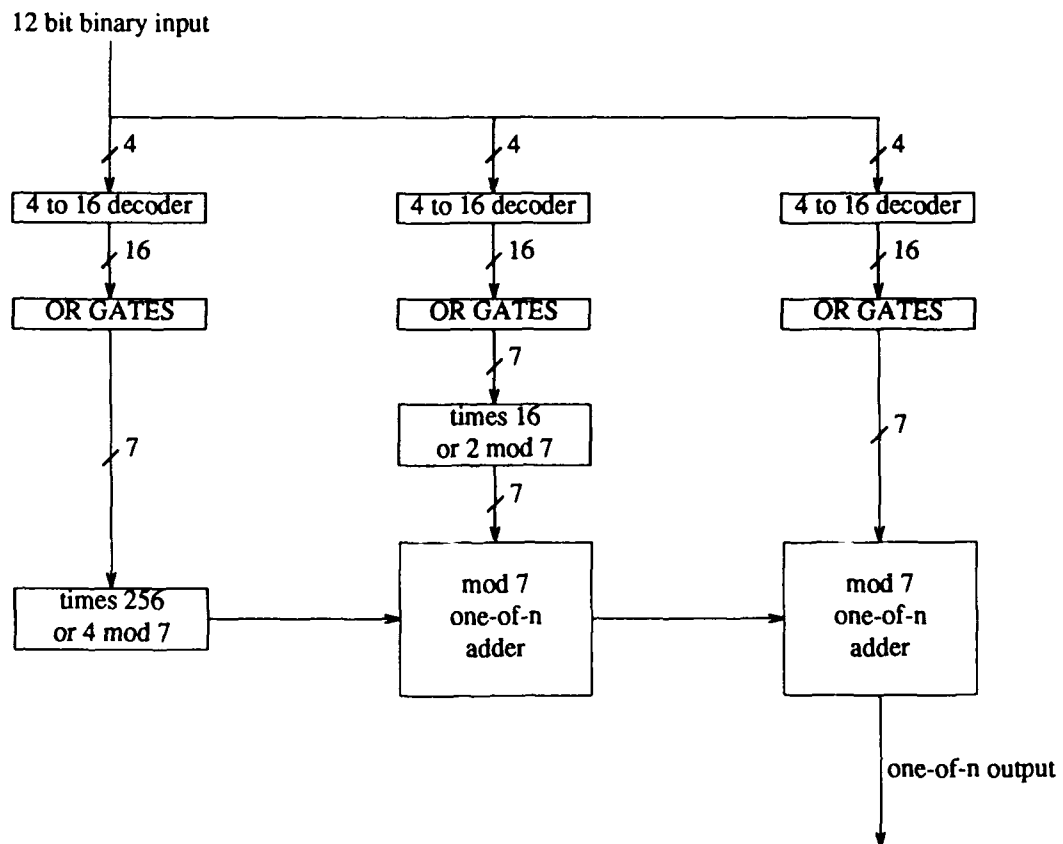 12 bit binary input
4
4
4
4 to 16 decoder
4 to 16 decoder
4 to 16 decoder
16
16
16
OR GATES
OR GATES
OR GATES
7
times 16
or 2 mod 7
7
7
7
times 256
or 4 mod 7
mod 7
one-of-n
adder
mod 7
one-of-n
adder
one-of-n output